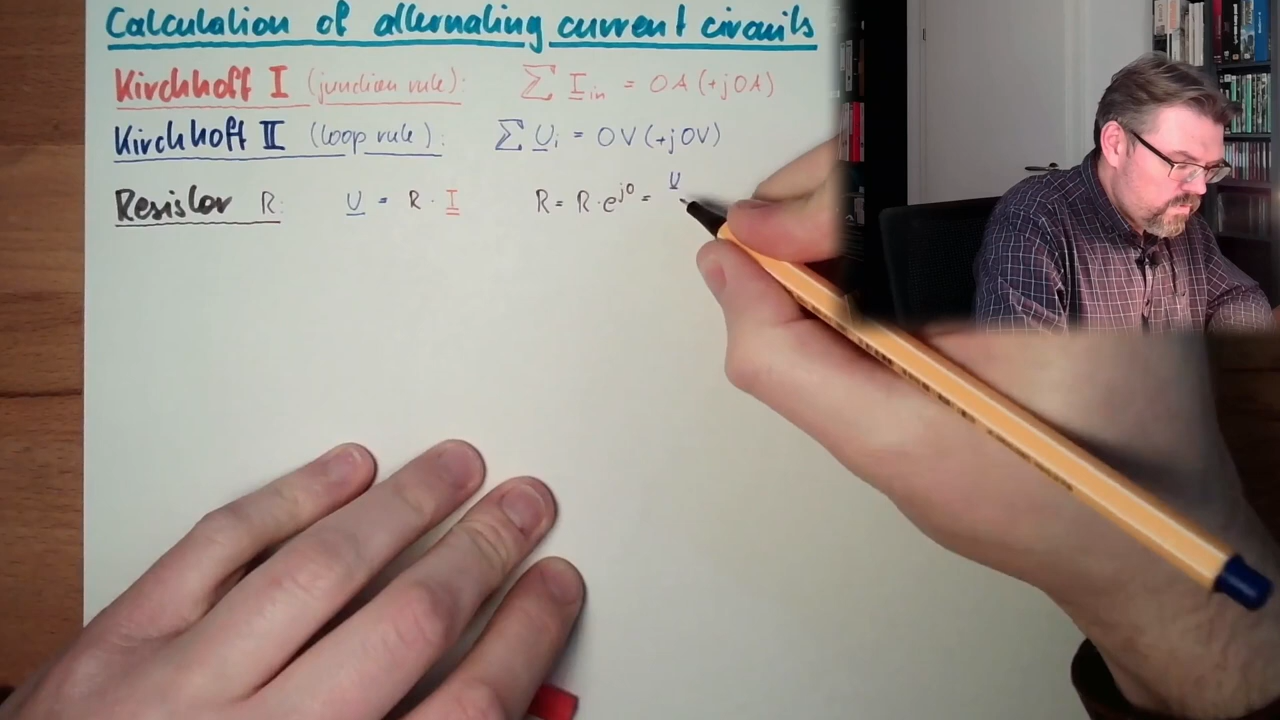 Calculation of alternating current circuits
Kirchhoff I (junction rule): ∑ I_in = 0A (+j0A)
Kirchhoff II (loop rule): ∑ U_i = 0V (+j0V)
Resistor R: U = R · I R = R · e^j0 = U